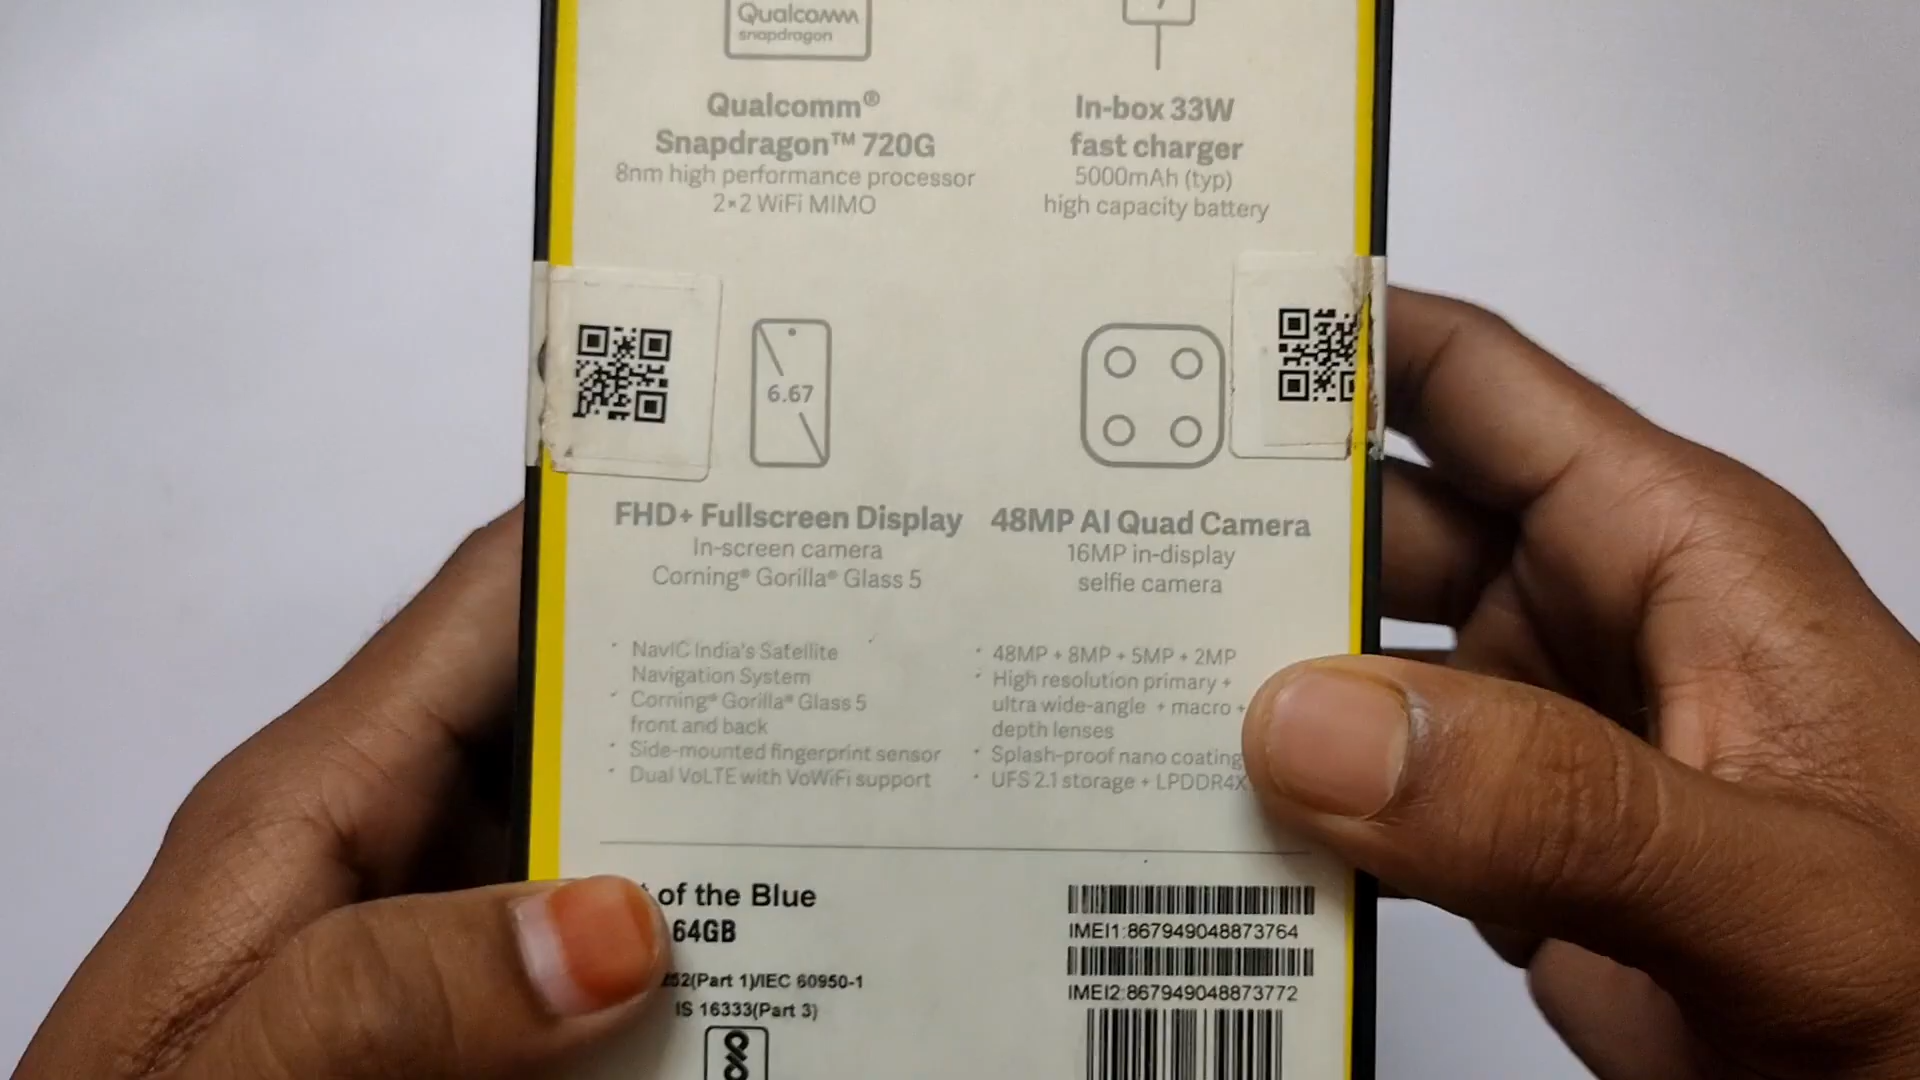 Qualcomm
snapdragon
Qualcomm®
Snapdragon™ 720G
8nm high performance processor
2×2 WiFi MIMO
In-box 33W
fast charger
5000mAh (typ)
high capacity battery
6.67
FHD+ Fullscreen Display
In-screen camera
Corning® Gorilla® Glass 5
48MP AI Quad Camera
16MP in-display
selfie camera
• NavIC India's Satellite
Navigation System
• Corning® Gorilla® Glass 5
front and back
• Side-mounted fingerprint sensor
• Dual VoLTE with VoWiFi support
• 48MP + 8MP + 5MP + 2MP
• High resolution primary +
ultra wide-angle + macro +
depth lenses
• Splash-proof nano coating
• UFS 2.1 storage + LPDDR4X
of the Blue
64GB
252(Part 1)/IEC 60950-1
IS 16333(Part 3)
IMEI1:867949048873764
IMEI2:867949048873772